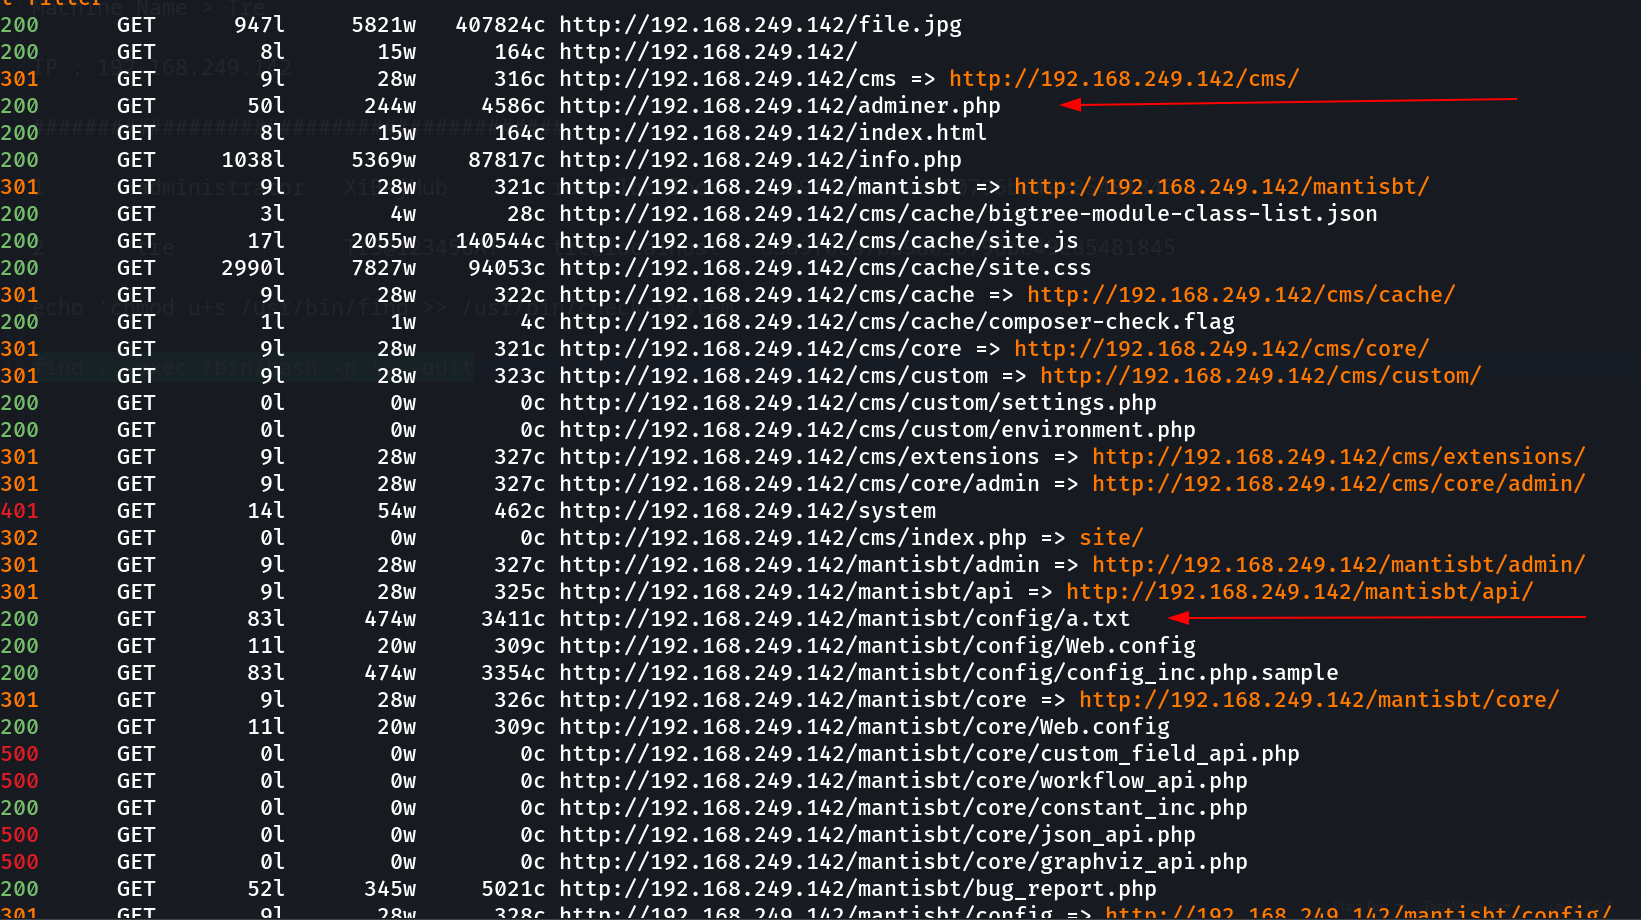 t filter
200 GET 947l 5821w 407824c http://192.168.249.142/file.jpg
200 GET 8l 15w 164c http://192.168.249.142/
301 GET 9l 28w 316c http://192.168.249.142/cms => http://192.168.249.142/cms/
200 GET 50l 244w 4586c http://192.168.249.142/adminer.php
200 GET 8l 15w 164c http://192.168.249.142/index.html
200 GET 1038l 5369w 87817c http://192.168.249.142/info.php
301 GET 9l 28w 321c http://192.168.249.142/mantisbt => http://192.168.249.142/mantisbt/
200 GET 3l 4w 28c http://192.168.249.142/cms/cache/bigtree-module-class-list.json
200 GET 17l 2055w 140544c http://192.168.249.142/cms/cache/site.js
200 GET 2990l 7827w 94053c http://192.168.249.142/cms/cache/site.css
301 GET 9l 28w 322c http://192.168.249.142/cms/cache => http://192.168.249.142/cms/cache/
200 GET 1l 1w 4c http://192.168.249.142/cms/cache/composer-check.flag
301 GET 9l 28w 321c http://192.168.249.142/cms/core => http://192.168.249.142/cms/core/
301 GET 9l 28w 323c http://192.168.249.142/cms/custom => http://192.168.249.142/cms/custom/
200 GET 0l 0w 0c http://192.168.249.142/cms/custom/settings.php
200 GET 0l 0w 0c http://192.168.249.142/cms/custom/environment.php
301 GET 9l 28w 327c http://192.168.249.142/cms/extensions => http://192.168.249.142/cms/extensions/
301 GET 9l 28w 327c http://192.168.249.142/cms/core/admin => http://192.168.249.142/cms/core/admin/
401 GET 14l 54w 462c http://192.168.249.142/system
302 GET 0l 0w 0c http://192.168.249.142/cms/index.php => site/
301 GET 9l 28w 327c http://192.168.249.142/mantisbt/admin => http://192.168.249.142/mantisbt/admin/
301 GET 9l 28w 325c http://192.168.249.142/mantisbt/api => http://192.168.249.142/mantisbt/api/
200 GET 83l 474w 3411c http://192.168.249.142/mantisbt/config/a.txt
200 GET 11l 20w 309c http://192.168.249.142/mantisbt/config/Web.config
200 GET 83l 474w 3354c http://192.168.249.142/mantisbt/config/config_inc.php.sample
301 GET 9l 28w 326c http://192.168.249.142/mantisbt/core => http://192.168.249.142/mantisbt/core/
200 GET 11l 20w 309c http://192.168.249.142/mantisbt/core/Web.config
500 GET 0l 0w 0c http://192.168.249.142/mantisbt/core/custom_field_api.php
500 GET 0l 0w 0c http://192.168.249.142/mantisbt/core/workflow_api.php
200 GET 0l 0w 0c http://192.168.249.142/mantisbt/core/constant_inc.php
500 GET 0l 0w 0c http://192.168.249.142/mantisbt/core/json_api.php
500 GET 0l 0w 0c http://192.168.249.142/mantisbt/core/graphviz_api.php
200 GET 52l 345w 5021c http://192.168.249.142/mantisbt/bug_report.php
301 GET 9l 28w 328c http://192.168.249.142/mantisbt/config => http://192.168.249.142/mantisbt/config/